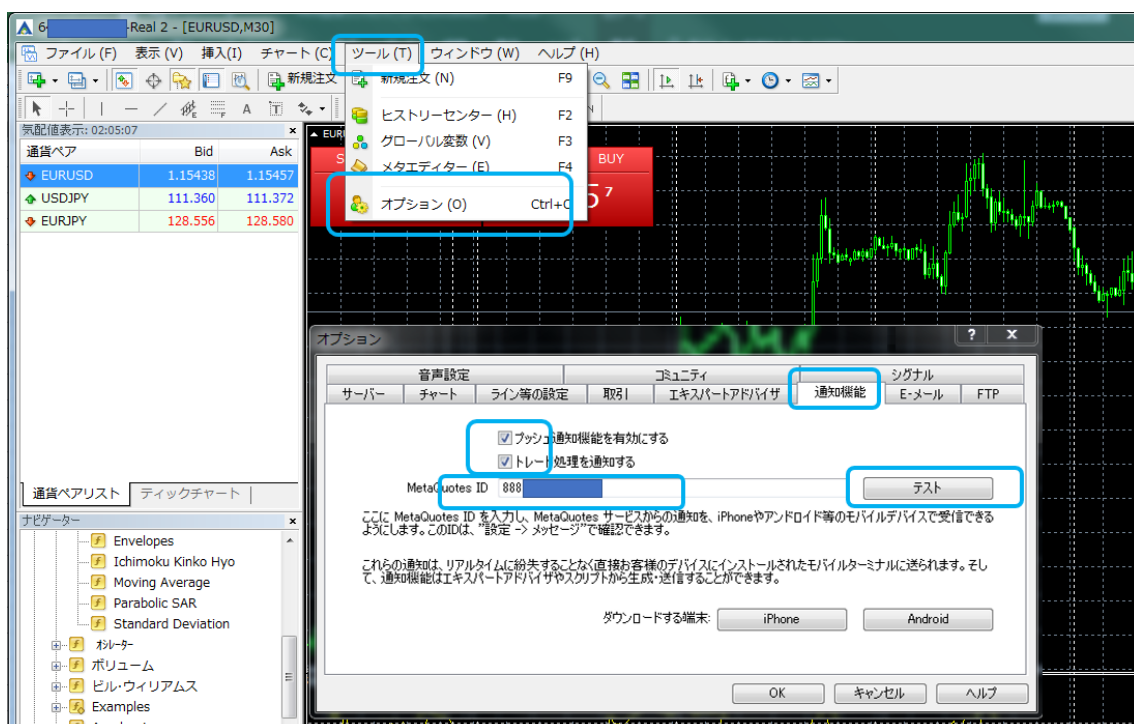 6-
-Real 2 - [EURUSD,M30]
ファイル (F) 表示 (V) 挿入(I) チャート (C) ツール (T) ウィンドウ (W) ヘルプ (H)
新規注文
新規注文 (N) F9
ヒストリーセンター (H) F2
グローバル変数 (V) F3
メタエディター (E) F4
オプション (O)
気配値表示: 02:05:07
通貨ペア Bid Ask
EURUSD 1.15438 1.15457
USDJPY 111.360 111.372
EURJPY 128.556 128.580
BUY
5 7
通貨ペアリスト ティックチャート
ナビゲーター
Envelopes
Ichimoku Kinko Hyo
Moving Average
Parabolic SAR
Standard Deviation
オシレーター
ボリューム
ビル・ウィリアムス
Examples
オプション
音声設定 コミュニティ シグナル
サーバー チャート ライン等の設定 取引 エキスパートアドバイザ 通知機能 E-メール FTP
プッシュ通知機能を有効にする
トレード処理を通知する
MetaQuotes ID 888 テスト
ここに MetaQuotes ID を入力し、MetaQuotes サービスからの通知を、iPhoneやアンドロイド等のモバイルデバイスで受信できる
ようにします。このIDは、"設定 -> メッセージ"で確認できます。
これらの通知は、リアルタイムに紛失することなく直接お客様のデバイスにインストールされたモバイルターミナルに送られます。そし
て、通知機能はエキスパートアドバイザやスクリプトから生成・送信することができます。
ダウンロードする端末: iPhone Android
OK キャンセル ヘルプ